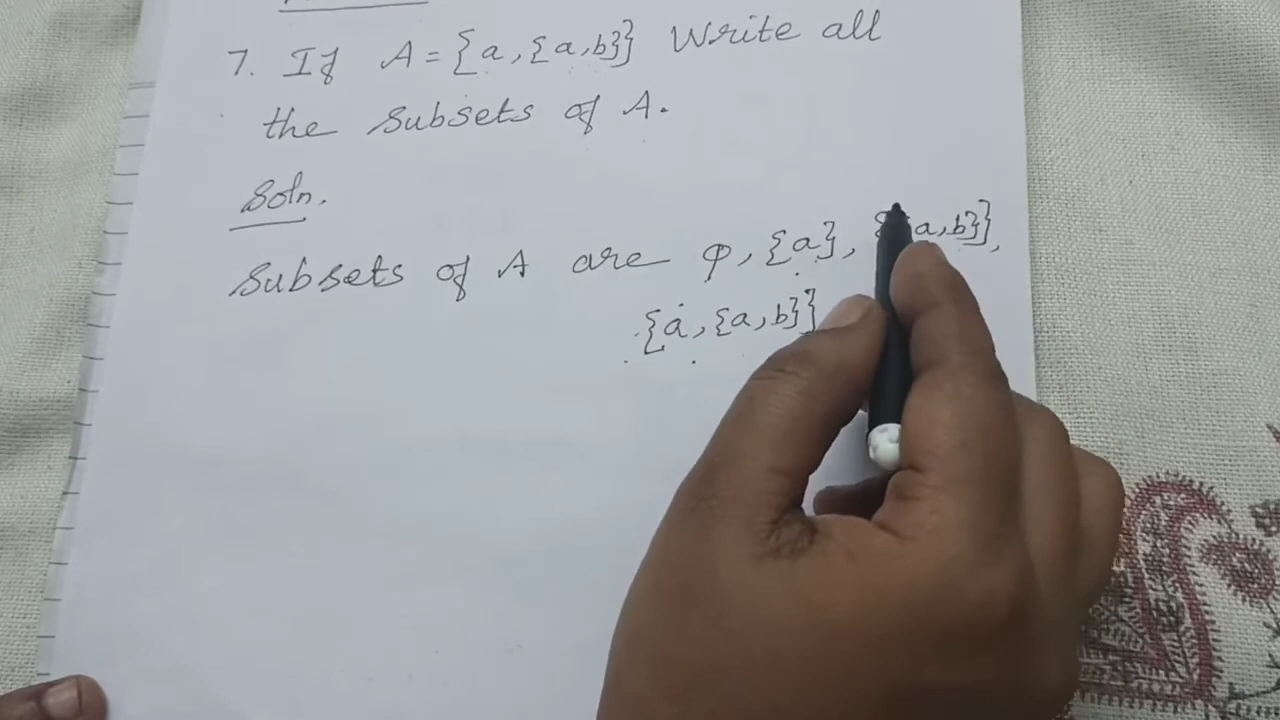 7. If A = {a, {a, b}} Write all
the subsets of A.
Soln.
Subsets of A are φ, {a}, {{a, b}},
{a, {a, b}}